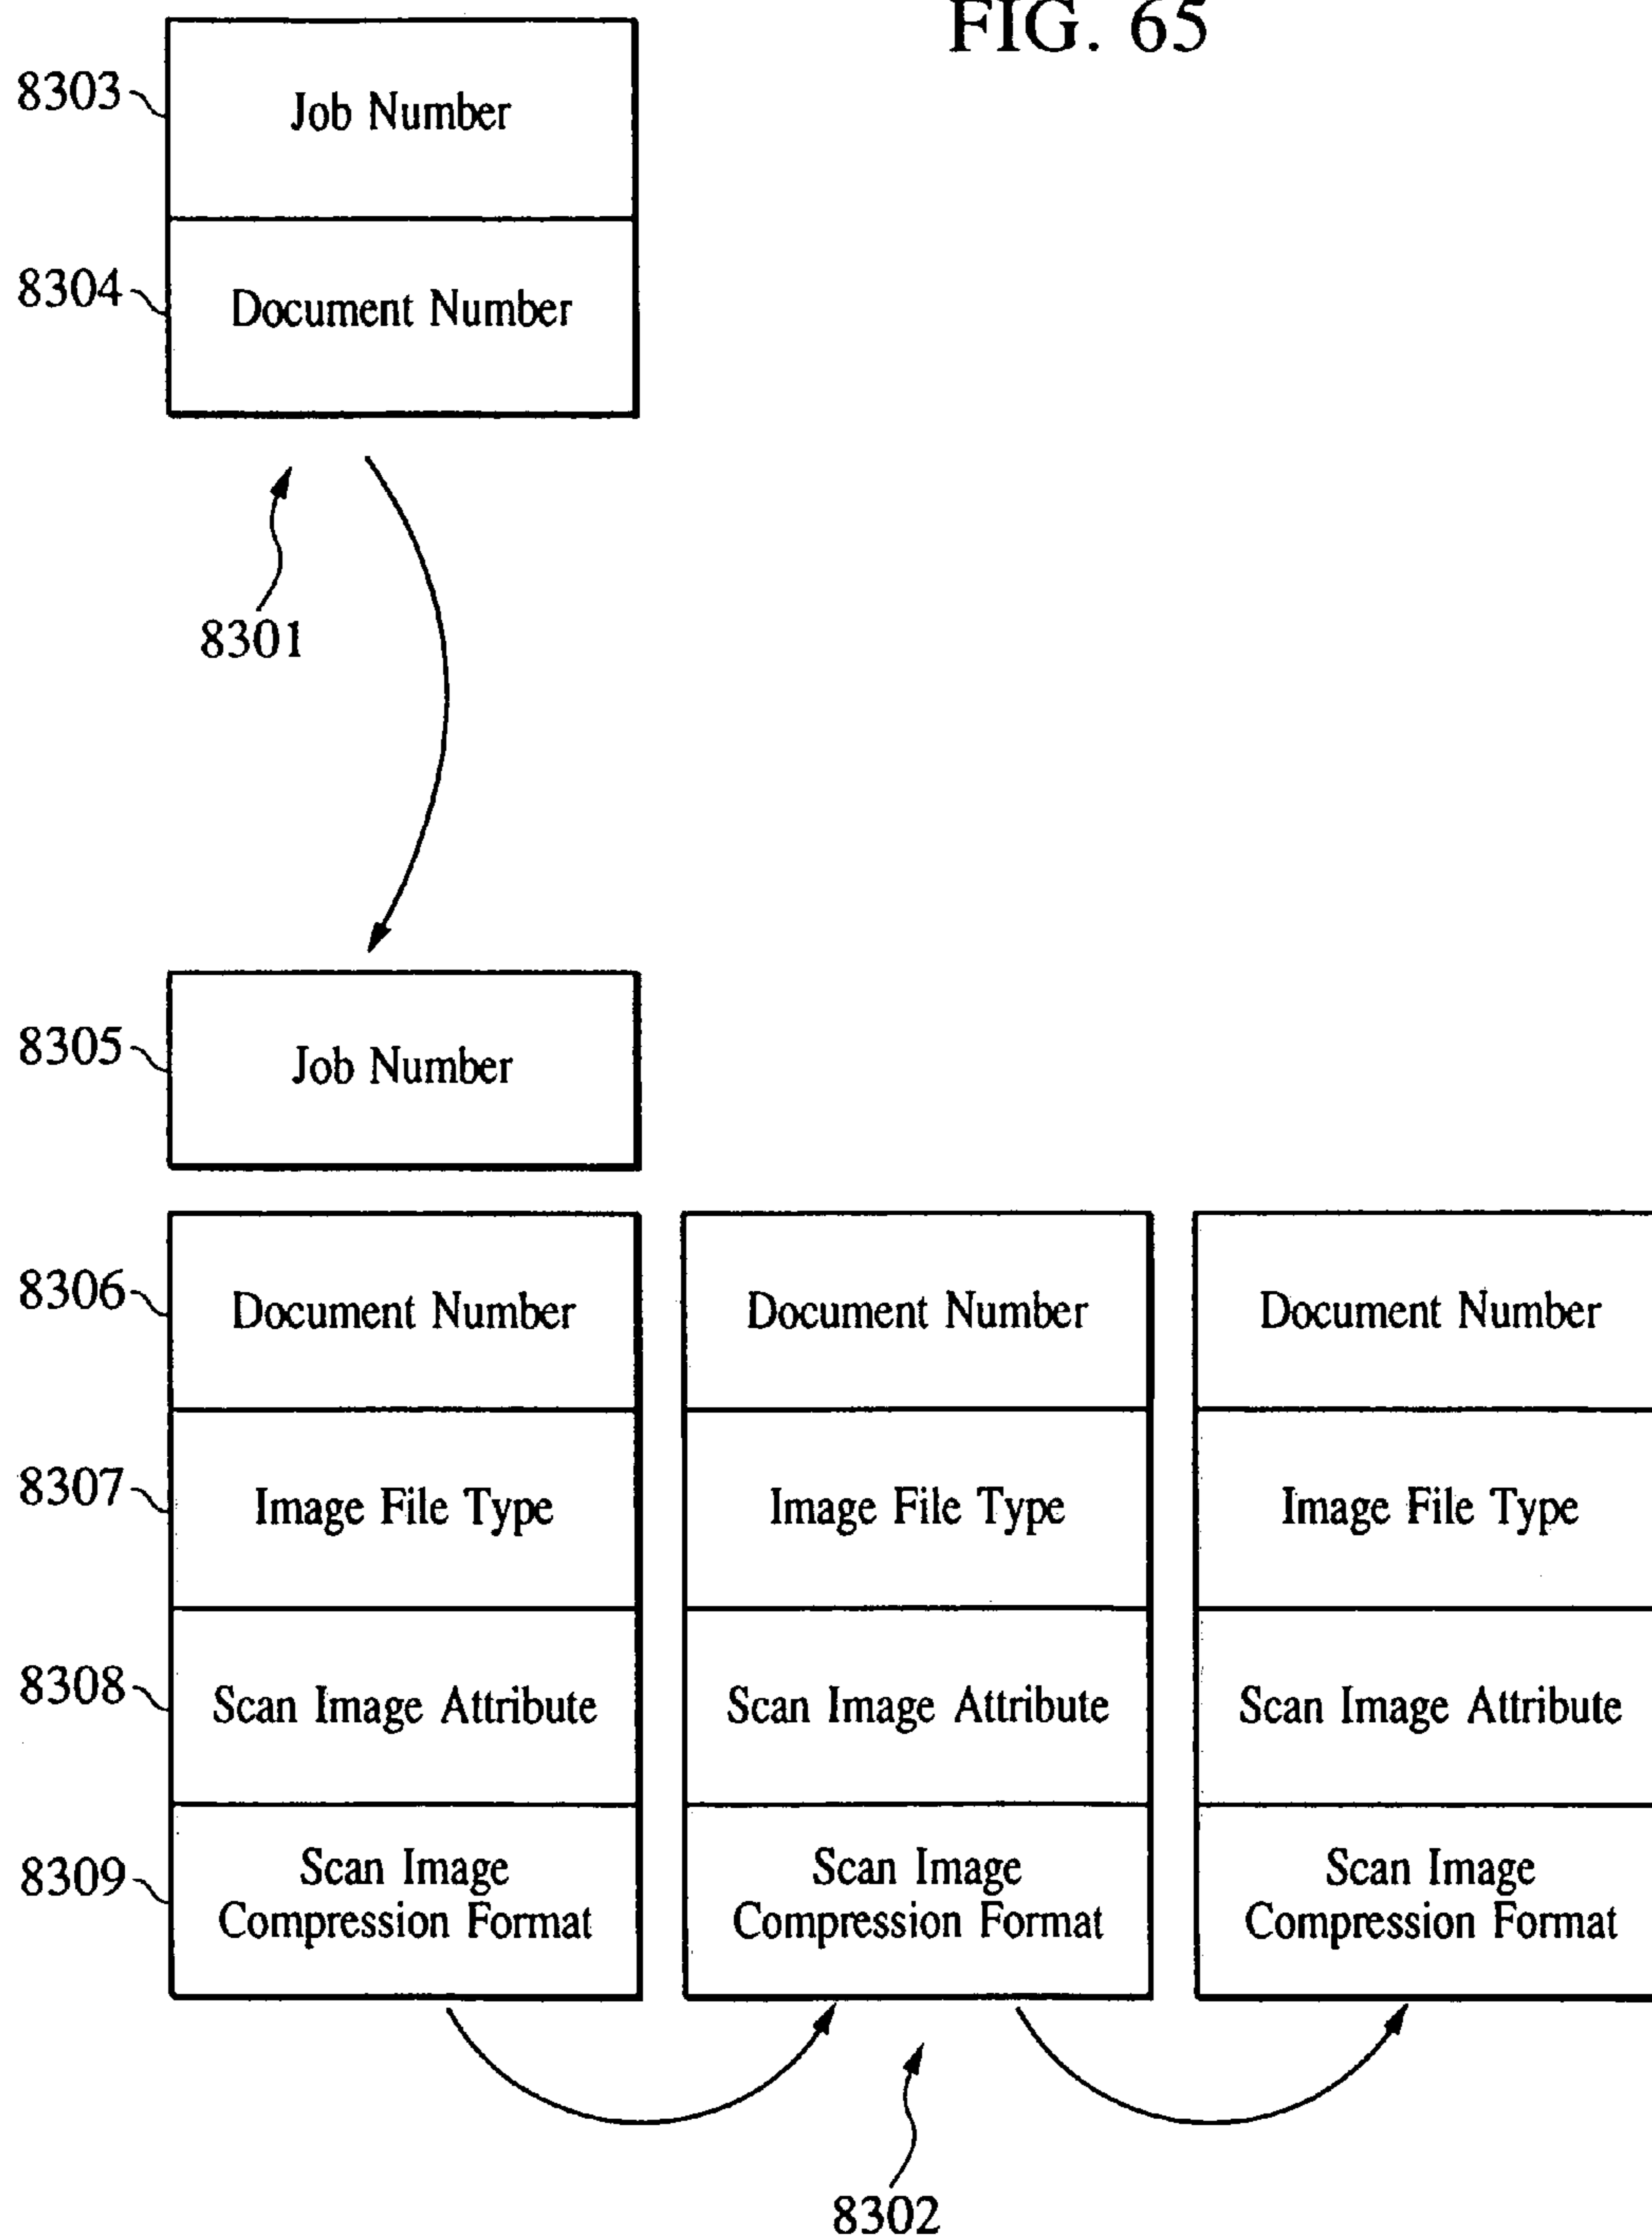 FIG. 65
8303
Job Number
8304
Document Number
8301
8305
Job Number
8306
Document Number
Document Number
Document Number
8307
Image File Type
Image File Type
Image File Type
8308
Scan Image Attribute
Scan Image Attribute
Scan Image Attribute
8309
Scan Image
Compression Format
Scan Image
Compression Format
Scan Image
Compression Format
8302